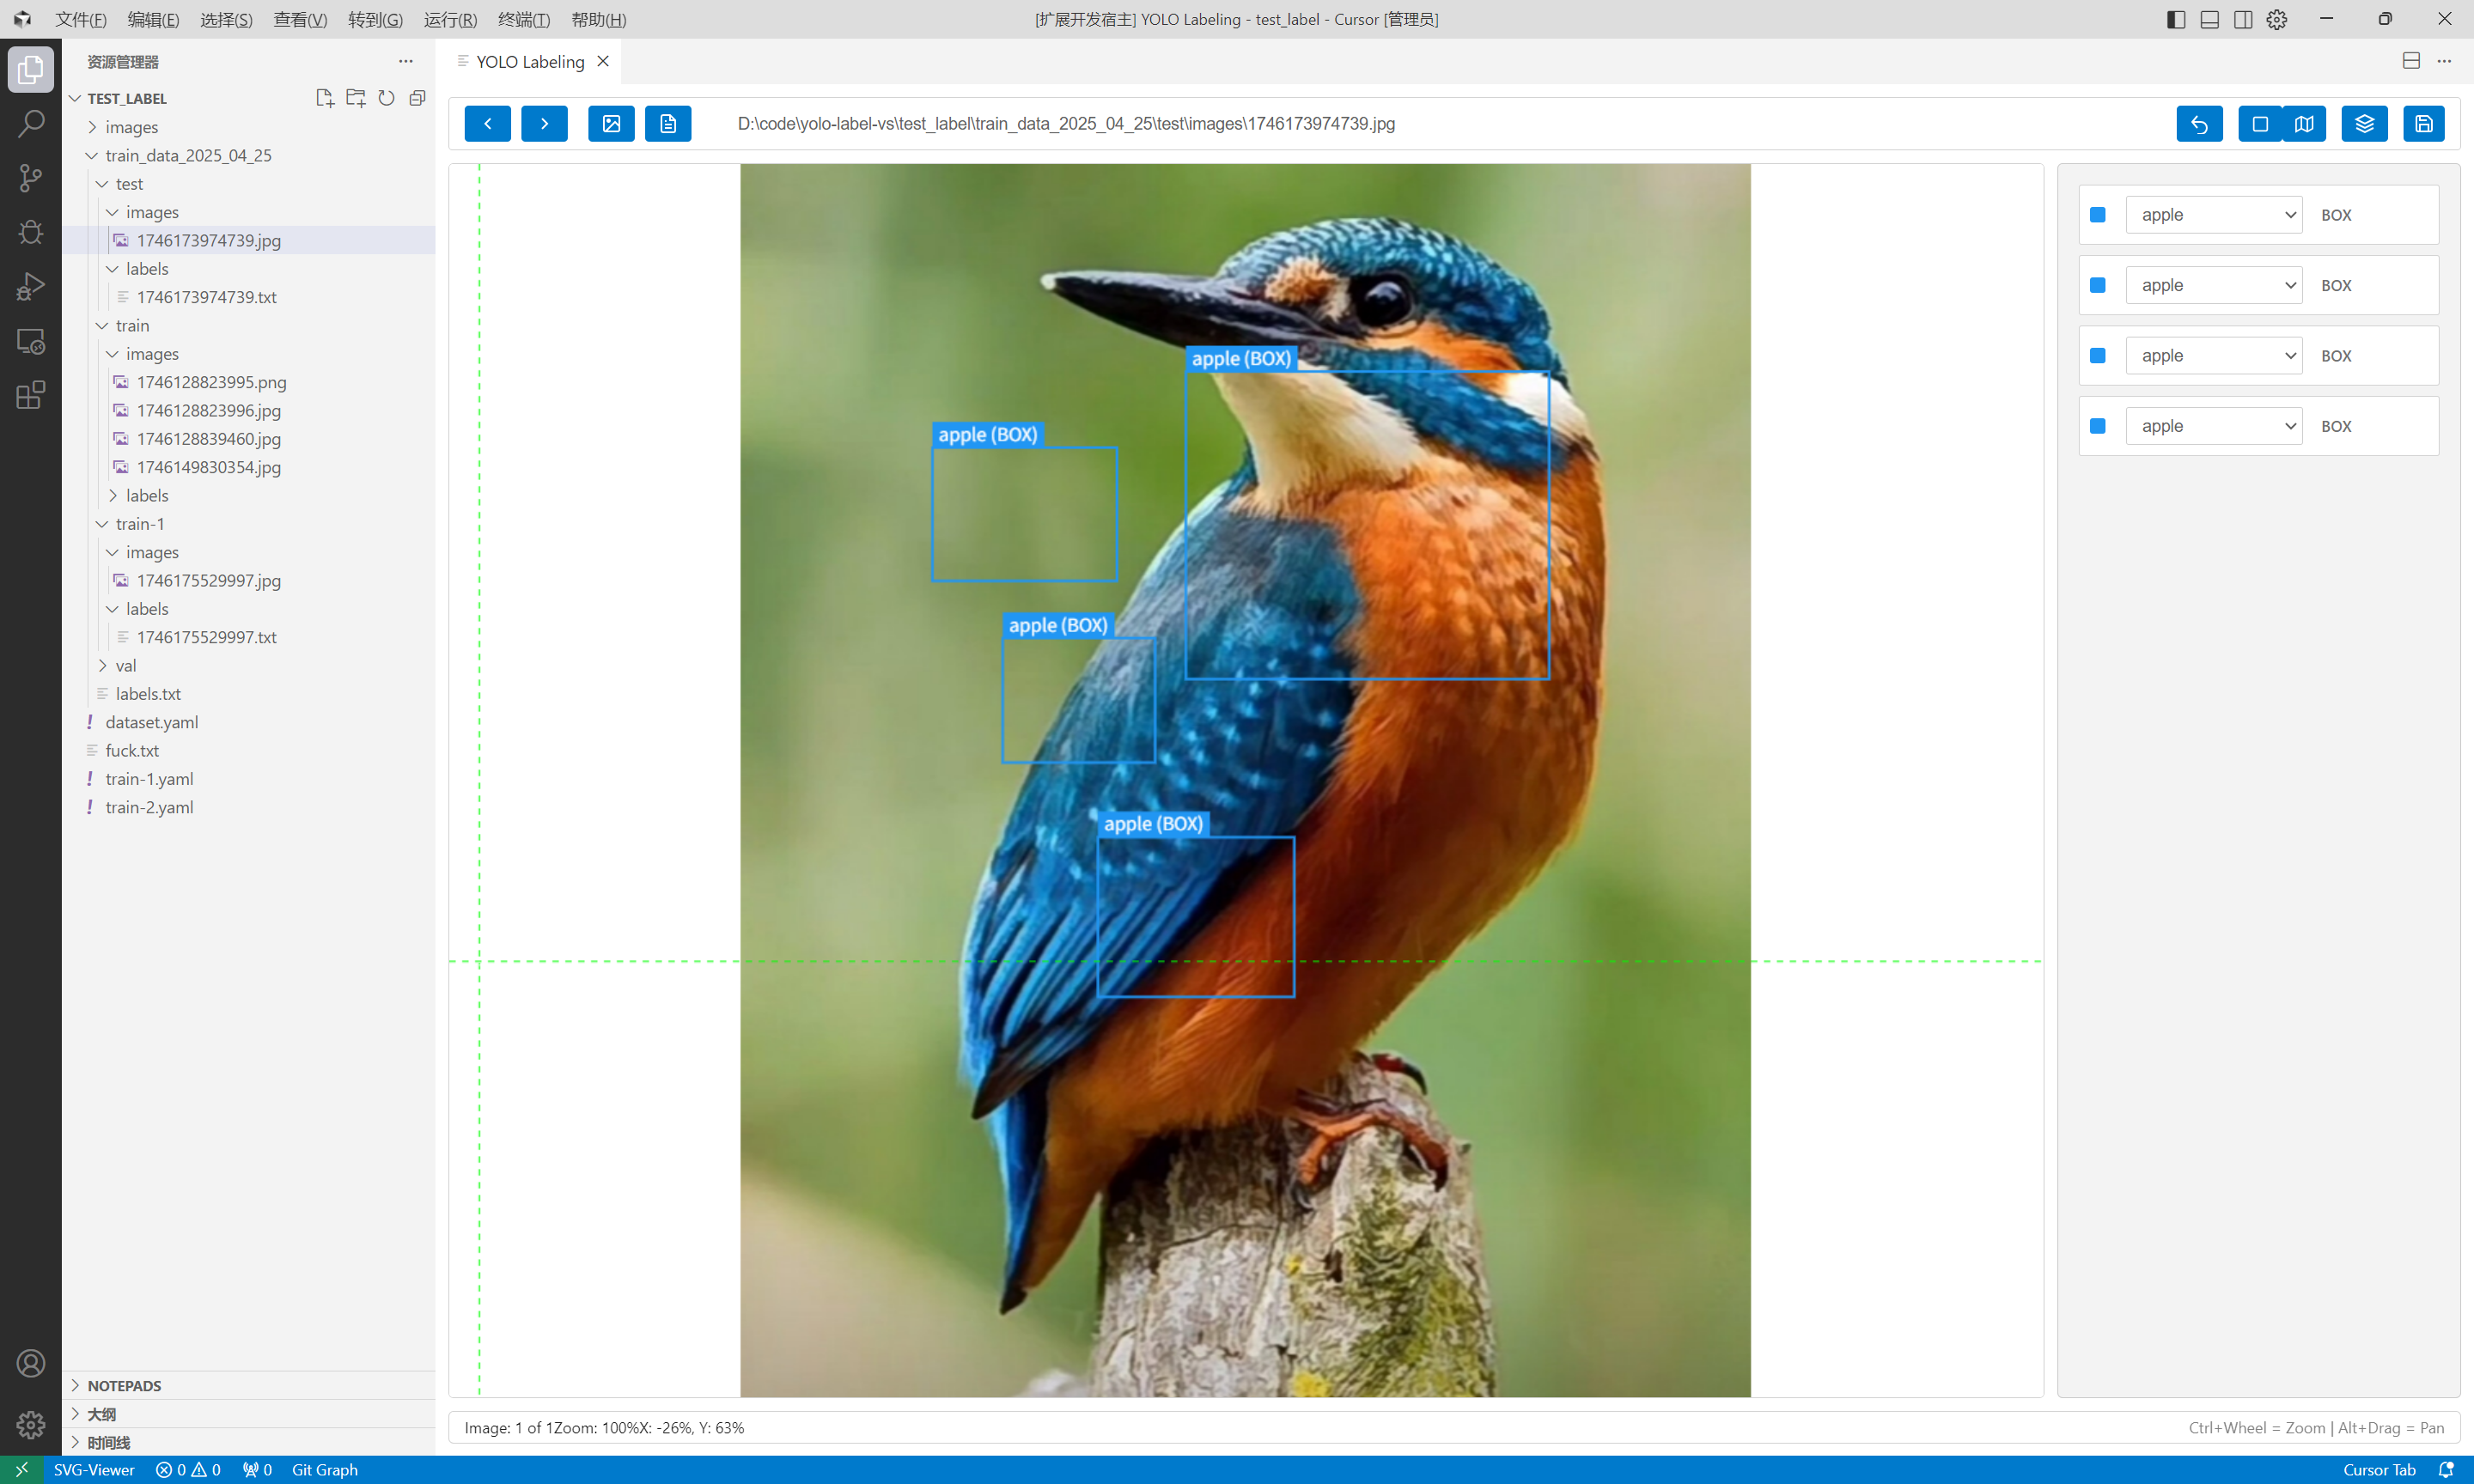 文件(F) 编辑(E) 选择(S) 查看(V) 转到(G) 运行(R) 终端(T) 帮助(H) [扩展开发宿主] YOLO Labeling - test_label - Cursor [管理员]
资源管理器
TEST_LABEL
images
train_data_2025_04_25
test
images
1746173974739.jpg
labels
1746173974739.txt
train
images
1746128823995.png
1746128823996.jpg
1746128839460.jpg
1746149830354.jpg
labels
train-1
images
1746175529997.jpg
labels
1746175529997.txt
val
labels.txt
dataset.yaml
fuck.txt
train-1.yaml
train-2.yaml
NOTEPADS
大纲
时间线
YOLO Labeling
D:\code\yolo-label-vs\test_label\train_data_2025_04_25\test\images\1746173974739.jpg
apple (BOX)
apple (BOX)
apple (BOX)
apple (BOX)
apple BOX
apple BOX
apple BOX
apple BOX
Image: 1 of 1Zoom: 100%X: -26%, Y: 63% Ctrl+Wheel = Zoom | Alt+Drag = Pan
SVG-Viewer 0 0 0 Git Graph Cursor Tab